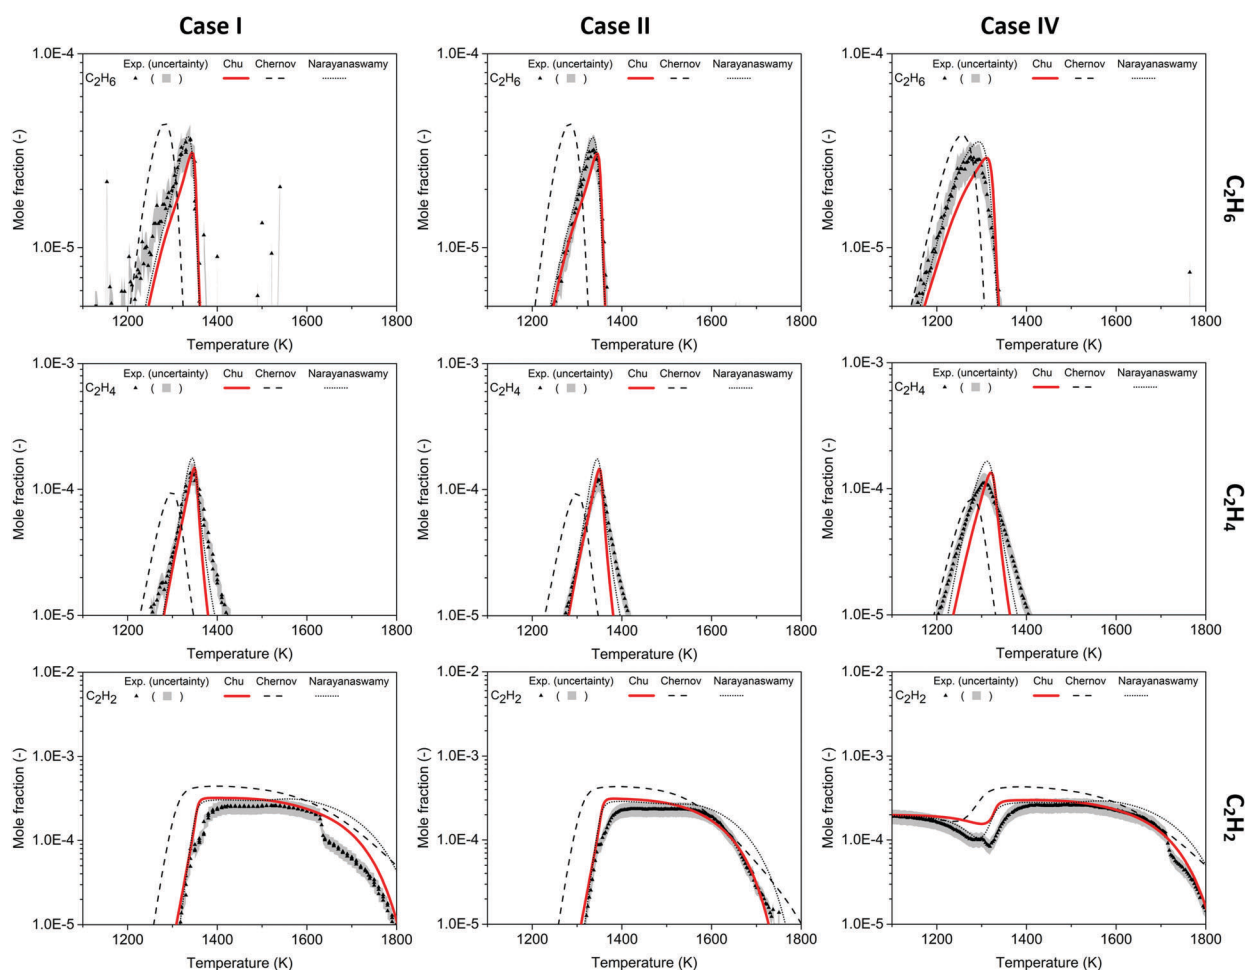 Case I Case II Case IV
1.0E-4
1.0E-5
Mole fraction (-)
Exp. (uncertainty) Chu Chernov Narayanaswamy
C₂H₆ ( )
1200 1400 1600 1800
Temperature (K)
1.0E-4
1.0E-5
Mole fraction (-)
Exp. (uncertainty) Chu Chernov Narayanaswamy
C₂H₆ ( )
1200 1400 1600 1800
Temperature (K)
1.0E-4
1.0E-5
Mole fraction (-)
Exp. (uncertainty) Chu Chernov Narayanaswamy
C₂H₆ ( )
1200 1400 1600 1800
Temperature (K)
C₂H₆
1.0E-3
1.0E-4
1.0E-5
Mole fraction (-)
Exp. (uncertainty) Chu Chernov Narayanaswamy
C₂H₄ ( )
1200 1400 1600 1800
Temperature (K)
1.0E-3
1.0E-4
1.0E-5
Mole fraction (-)
Exp. (uncertainty) Chu Chernov Narayanaswamy
C₂H₄ ( )
1200 1400 1600 1800
Temperature (K)
1.0E-3
1.0E-4
1.0E-5
Mole fraction (-)
Exp. (uncertainty) Chu Chernov Narayanaswamy
C₂H₄ ( )
1200 1400 1600 1800
Temperature (K)
C₂H₄
1.0E-2
1.0E-3
1.0E-4
1.0E-5
Mole fraction (-)
Exp. (uncertainty) Chu Chernov Narayanaswamy
C₂H₂ ( )
1200 1400 1600 1800
Temperature (K)
1.0E-2
1.0E-3
1.0E-4
1.0E-5
Mole fraction (-)
Exp. (uncertainty) Chu Chernov Narayanaswamy
C₂H₂ ( )
1200 1400 1600 1800
Temperature (K)
1.0E-2
1.0E-3
1.0E-4
1.0E-5
Mole fraction (-)
Exp. (uncertainty) Chu Chernov Narayanaswamy
C₂H₂ ( )
1200 1400 1600 1800
Temperature (K)
C₂H₂